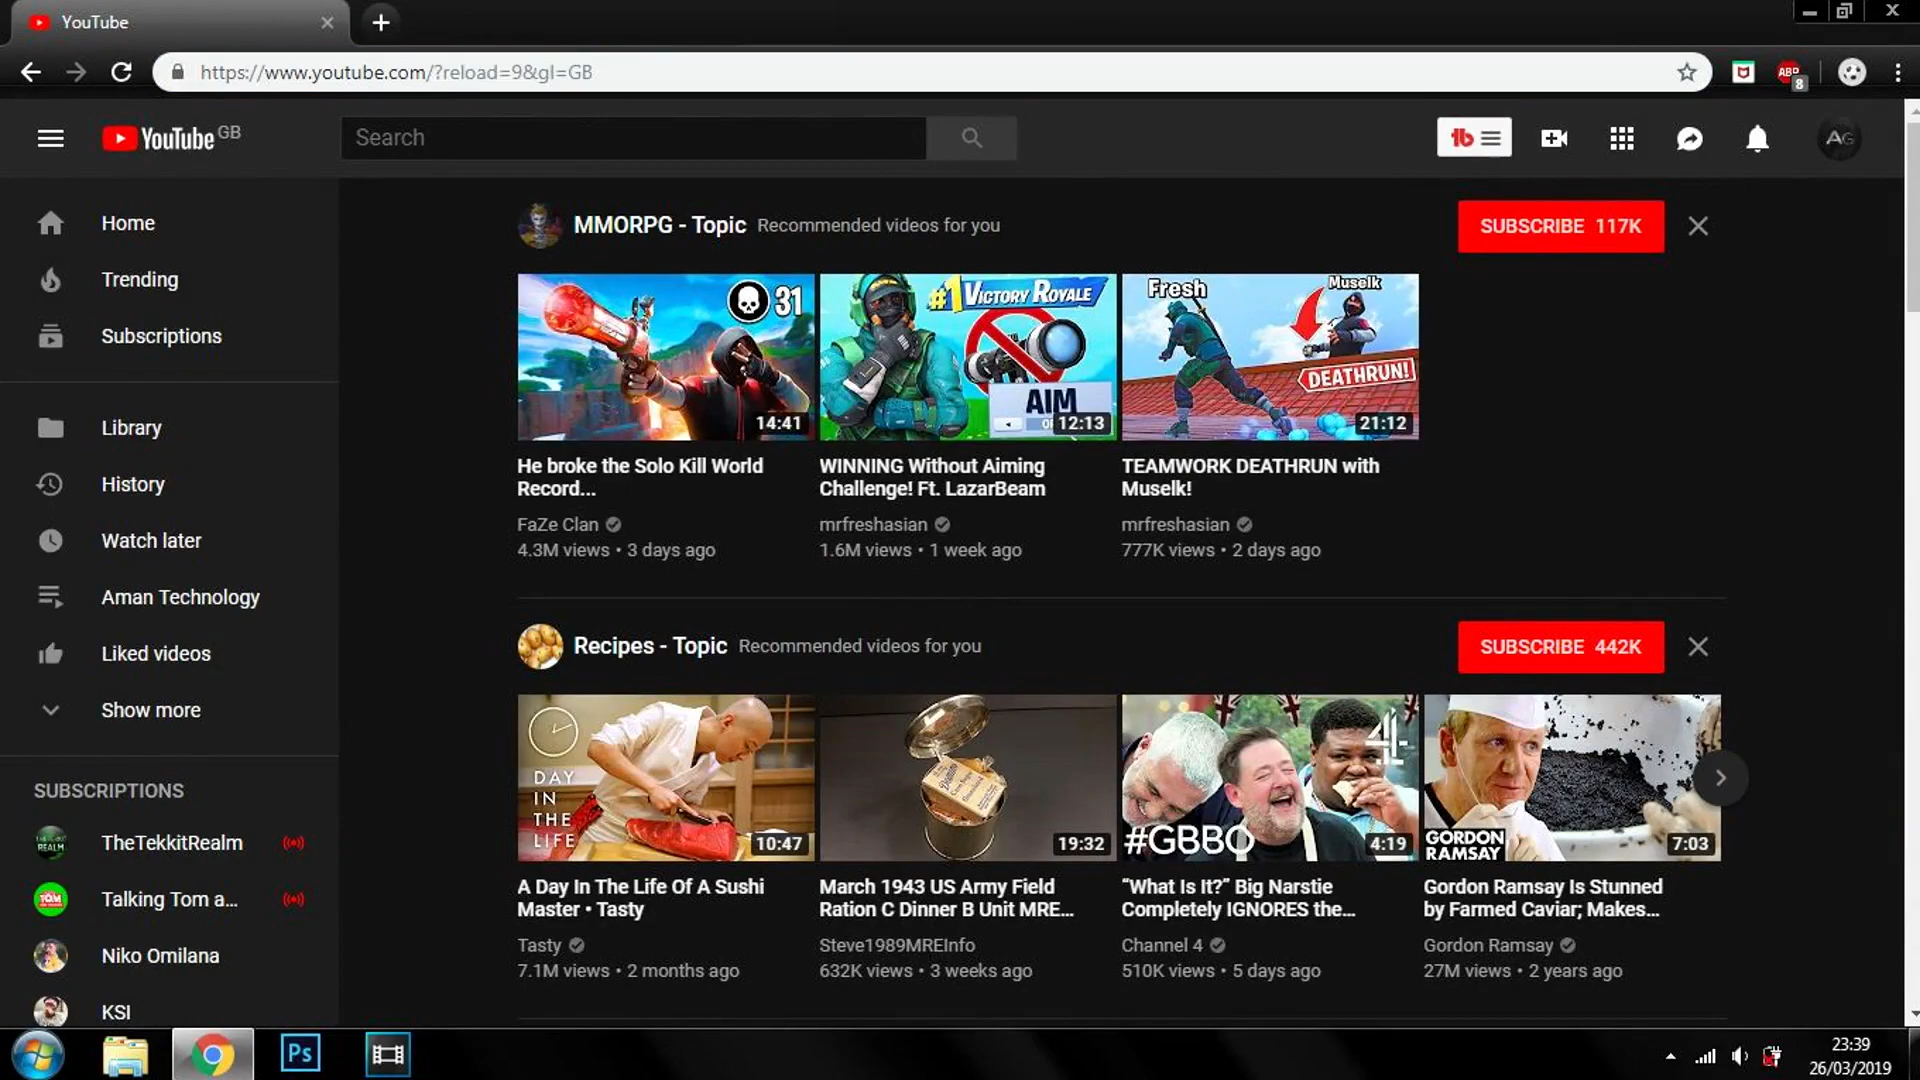 YouTube
https://www.youtube.com/?reload=9&gl=GB
ABP
8
YouTube GB
Search
tb
AG
Home
Trending
Subscriptions
Library
History
Watch later
Aman Technology
Liked videos
Show more
SUBSCRIPTIONS
TheTekkitRealm
Talking Tom a...
Niko Omilana
KSI
MMORPG - Topic Recommended videos for you
SUBSCRIBE 117K
31
14:41
#1 VICTORY ROYALE
AIM
12:13
Fresh
Muselk
DEATHRUN!
21:12
He broke the Solo Kill World
Record...
FaZe Clan
4.3M views • 3 days ago
WINNING Without Aiming
Challenge! Ft. LazarBeam
mrfreshasian
1.6M views • 1 week ago
TEAMWORK DEATHRUN with
Muselk!
mrfreshasian
777K views • 2 days ago
Recipes - Topic Recommended videos for you
SUBSCRIBE 442K
DAY
IN
THE
LIFE
10:47
19:32
4
#GBBO
4:19
GORDON
RAMSAY
7:03
A Day In The Life Of A Sushi
Master • Tasty
Tasty
7.1M views • 2 months ago
March 1943 US Army Field
Ration C Dinner B Unit MRE...
Steve1989MREInfo
632K views • 3 weeks ago
“What Is It?” Big Narstie
Completely IGNORES the...
Channel 4
510K views • 5 days ago
Gordon Ramsay Is Stunned
by Farmed Caviar; Makes...
Gordon Ramsay
27M views • 2 years ago
Ps
23:39
26/03/2019